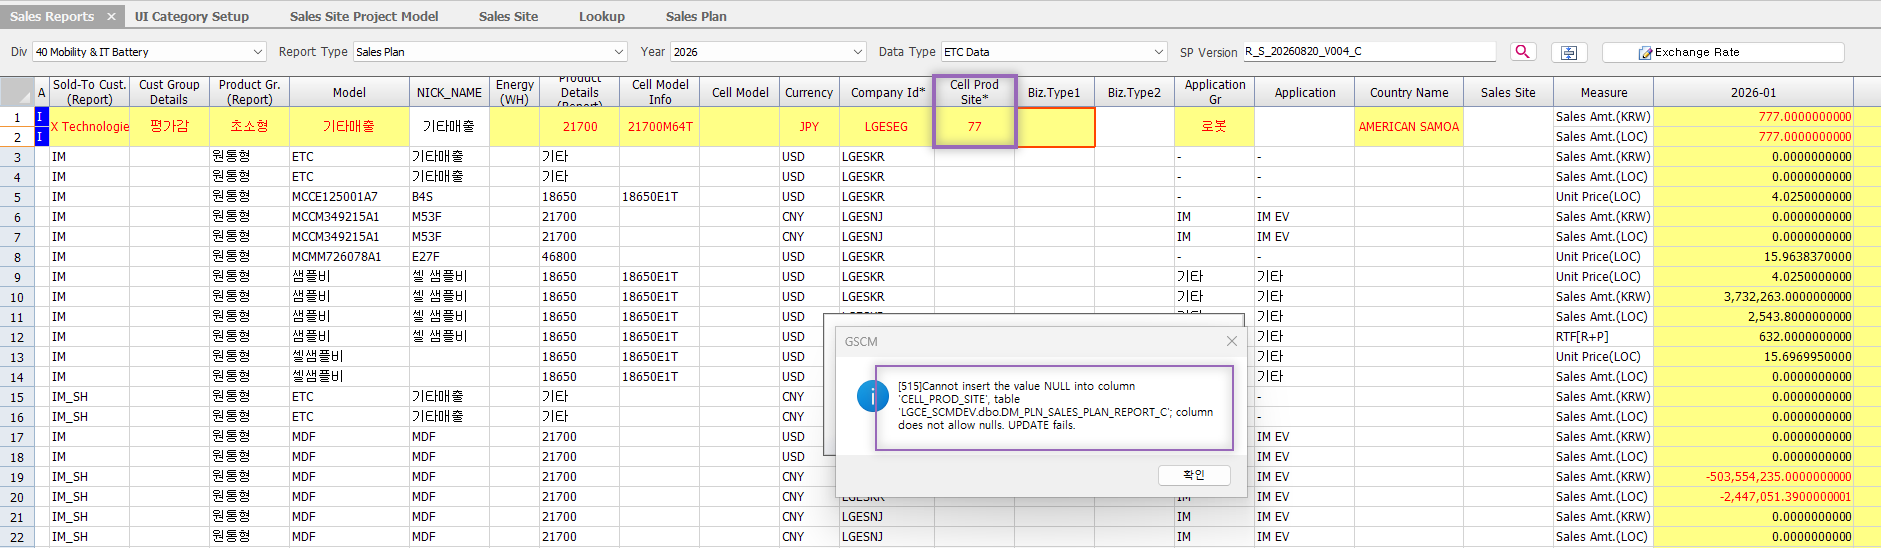 Sales Reports × UI Category Setup Sales Site Project Model Sales Site Lookup Sales Plan
Div 40 Mobility & IT Battery Report Type Sales Plan Year 2026 Data Type ETC Data SP Version R_S_20260820_V004_C Exchange Rate
A Sold-To Cust. (Report) Cust Group Details Product Gr. (Report) Model NICK_NAME Energy (WH) Product Details (Report) Cell Model Info Cell Model Currency Company Id* Cell Prod Site* Biz.Type1 Biz.Type2 Application Gr Application Country Name Sales Site Measure 2026-01
1 I X Technologie 평가감 초소형 기타매출 기타매출 21700 21700M64T JPY LGESEG 77 로봇 AMERICAN SAMOA Sales Amt.(KRW) 777.0000000000
2 I Sales Amt.(LOC) 777.0000000000
3 IM 원통형 ETC 기타매출 기타 USD LGESKR - - Sales Amt.(KRW) 0.0000000000
4 IM 원통형 ETC 기타매출 기타 USD LGESKR - - Sales Amt.(LOC) 0.0000000000
5 IM 원통형 MCCE125001A7 B4S 18650 18650E1T USD LGESKR - - Unit Price(LOC) 4.0250000000
6 IM 원통형 MCCM349215A1 M53F 21700 CNY LGESNJ IM IM EV Sales Amt.(KRW) 0.0000000000
7 IM 원통형 MCCM349215A1 M53F 21700 CNY LGESNJ IM IM EV Sales Amt.(LOC) 0.0000000000
8 IM 원통형 MCMM726078A1 E27F 46800 USD LGESKR - - Unit Price(LOC) 15.9638370000
9 IM 원통형 샘플비 셀 샘플비 18650 18650E1T USD LGESKR 기타 기타 Unit Price(LOC) 4.0250000000
10 IM 원통형 샘플비 셀 샘플비 18650 18650E1T USD LGESKR 기타 기타 Sales Amt.(KRW) 3,732,263.0000000000
11 IM 원통형 샘플비 셀 샘플비 18650 18650E1T USD 기타 Sales Amt.(LOC) 2,543.8000000000
12 IM 원통형 샘플비 셀 샘플비 18650 18650E1T USD 기타 RTF[R+P] 632.0000000000
13 IM 원통형 셀샘플비 18650 18650E1T USD 기타 Unit Price(LOC) 15.6969950000
14 IM 원통형 셀샘플비 18650 18650E1T USD 기타 Sales Amt.(LOC) 0.0000000000
15 IM_SH 원통형 ETC 기타매출 기타 CNY - Sales Amt.(KRW) 0.0000000000
16 IM_SH 원통형 ETC 기타매출 기타 CNY - Sales Amt.(LOC) 0.0000000000
17 IM 원통형 MDF MDF 21700 USD IM EV Sales Amt.(KRW) 0.0000000000
18 IM 원통형 MDF MDF 21700 USD IM EV Sales Amt.(LOC) 0.0000000000
19 IM_SH 원통형 MDF MDF 21700 CNY IM EV Sales Amt.(KRW) -503,554,235.0000000000
20 IM_SH 원통형 MDF MDF 21700 CNY LGESKR IM IM EV Sales Amt.(LOC) -2,447,051.3900000001
21 IM_SH 원통형 MDF MDF 21700 CNY LGESNJ IM IM EV Sales Amt.(KRW) 0.0000000000
22 IM_SH 원통형 MDF MDF 21700 CNY LGESNJ IM IM EV Sales Amt.(LOC) 0.0000000000
GSCM
[515]Cannot insert the value NULL into column
'CELL_PROD_SITE', table
'LGCE_SCMDEV.dbo.DM_PLN_SALES_PLAN_REPORT_C'; column
does not allow nulls. UPDATE fails.
확인